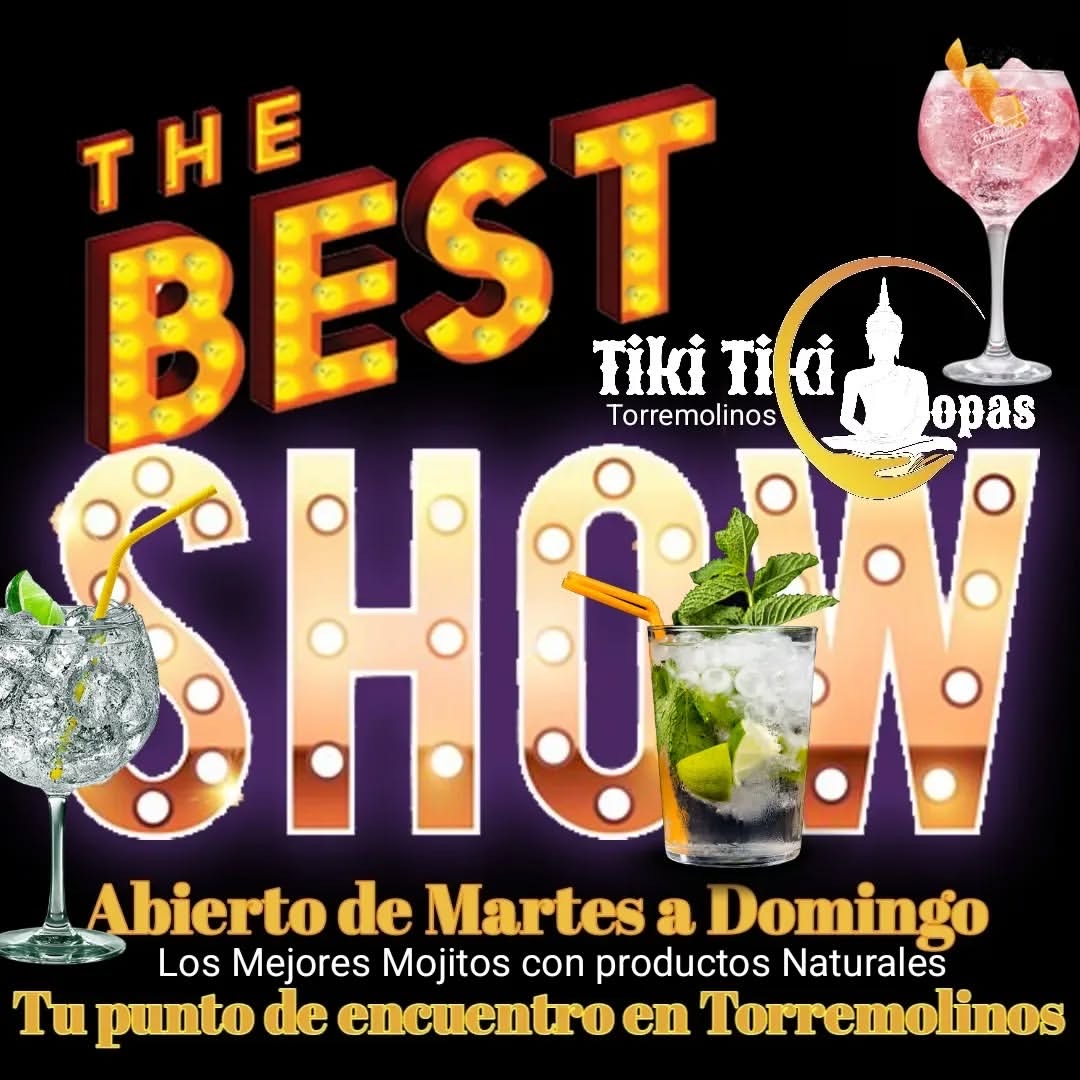 THE
BEST
SHOW
Tiki Tiki
Torremolinos
opas
Abierto de Martes a Domingo
Los Mejores Mojitos con productos Naturales
Tu punto de encuentro en Torremolinos